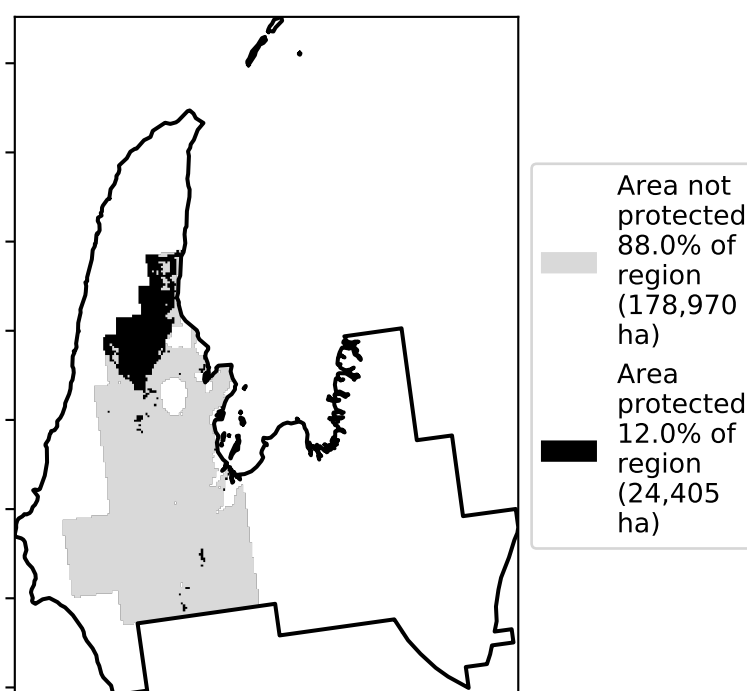 Area not
protected
88.0% of
region
(178,970
ha)
Area
protected
12.0% of
region
(24,405
ha)